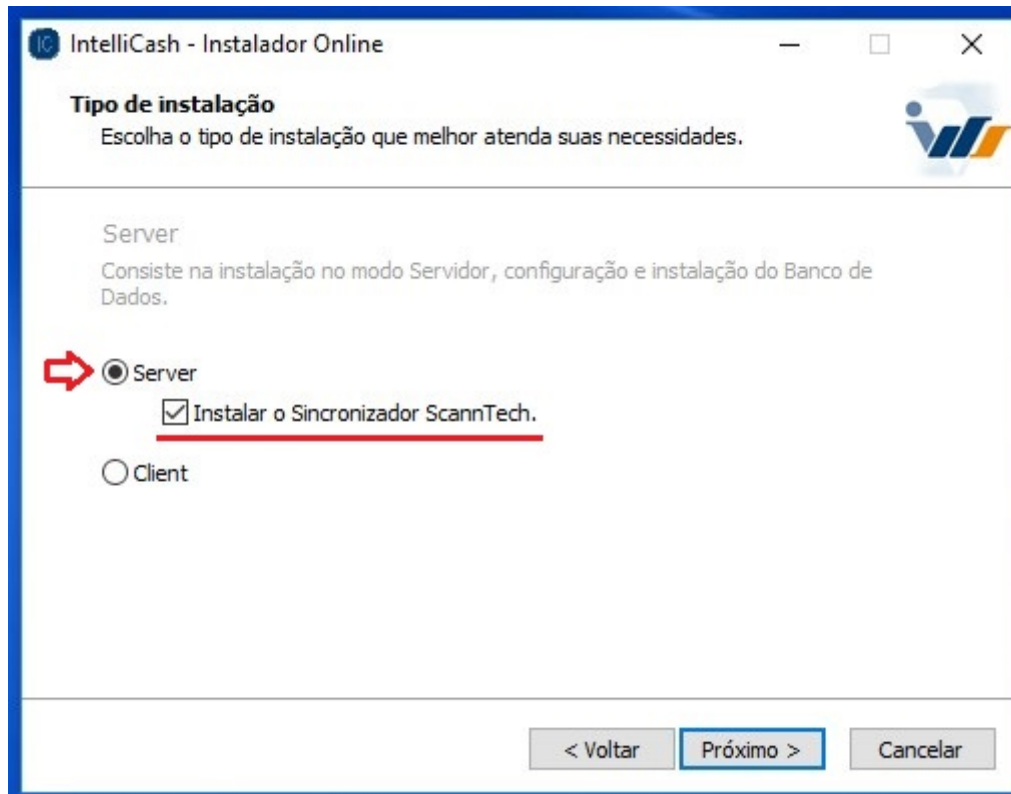 IC IntelliCash - Instalador Online
Tipo de instalação
Escolha o tipo de instalação que melhor atenda suas necessidades.
Server
Consiste na instalação no modo Servidor, configuração e instalação do Banco de
Dados.
Server
Instalar o Sincronizador ScannTech.
Client
< Voltar Próximo > Cancelar